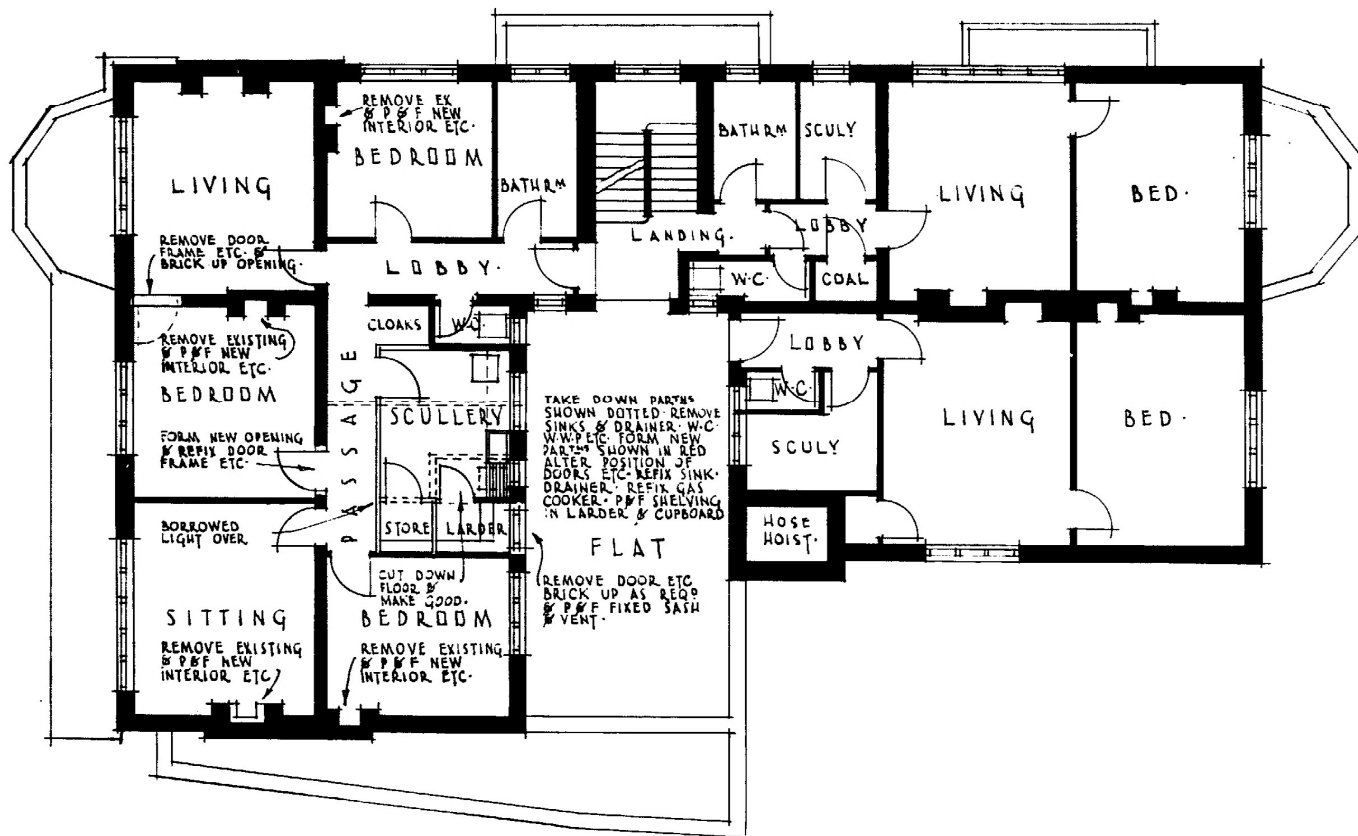 REMOVE EX
& P & F NEW
INTERIOR ETC.
BEDROOM
LIVING
BATHRM
BATHRM
SCULY
LIVING
BED.
REMOVE DOOR
FRAME ETC. &
BRICK UP OPENING.
LOBBY.
LANDING.
LOBBY
W.C.
COAL
CLOAKS
W.C.
REMOVE EXISTING
& P & F NEW
INTERIOR ETC.
BEDROOM
PASSAGE
SCULLERY
FORM NEW OPENING
& REFIX DOOR
FRAME ETC.
TAKE DOWN PARTNS
SHOWN DOTTED. REMOVE
SINKS & DRAINER. W.C.
W.W.P ETC. FORM NEW
PARTNS SHOWN IN RED
ALTER POSITION OF
DOORS ETC. REFIX SINK.
DRAINER. REFIX GAS
COOKER. P & F SHELVING
IN LARDER & CUPBOARD
FLAT
LOBBY
W.C.
SCULY
LIVING
BED.
HOSE
HOIST.
BORROWED
LIGHT OVER
STORE
LARDER
CUT DOWN
FLOOR &
MAKE GOOD.
BEDROOM
REMOVE EXISTING
& P & F NEW
INTERIOR ETC.
SITTING
REMOVE EXISTING
& P & F NEW
INTERIOR ETC
REMOVE DOOR ETC
BRICK UP AS REQD
& P & F FIXED SASH
& VENT.